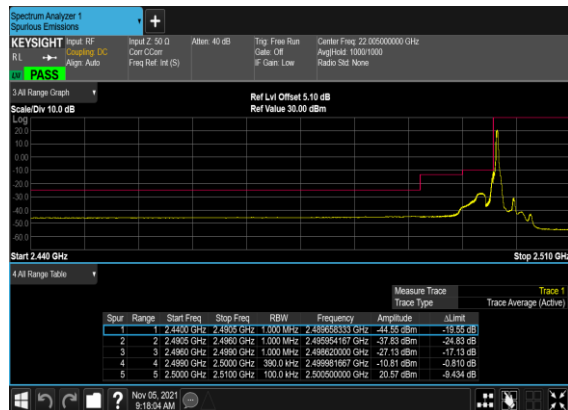 Spectrum Analyzer 1
Spurious Emissions
KEYSIGHT Input: RF Input Z: 50 Ω Atten: 40 dB Trig: Free Run Center Freq: 22.005000000 GHz
RL Coupling: DC Corr CCorr Gate: Off Avg|Hold: 1000/1000
Align: Auto Freq Ref: Int (S) IF Gain: Low Radio Std: None
PASS
3 All Range Graph
Ref Lvl Offset 5.10 dB
Scale/Div 10.0 dB Ref Value 30.00 dBm
Log
20.0
10.0
0.00
-10.0
-20.0
-30.0
-40.0
-50.0
-60.0
Start 2.440 GHz Stop 2.510 GHz
4 All Range Table
Measure Trace Trace 1
Trace Type Trace Average (Active)
Spur Range Start Freq Stop Freq RBW Frequency Amplitude ΔLimit
1 1 2.4400 GHz 2.4905 GHz 1.000 MHz 2.489658333 GHz -44.55 dBm -19.55 dB
2 2 2.4905 GHz 2.4960 GHz 1.000 MHz 2.495954167 GHz -37.83 dBm -24.83 dB
3 3 2.4960 GHz 2.4990 GHz 1.000 MHz 2.498620000 GHz -27.13 dBm -17.13 dB
4 4 2.4990 GHz 2.5000 GHz 390.0 kHz 2.499981667 GHz -10.81 dBm -0.810 dB
5 5 2.5000 GHz 2.5100 GHz 100.0 kHz 2.500500000 GHz 20.57 dBm -9.434 dB
Nov 05, 2021
9:18:04 AM